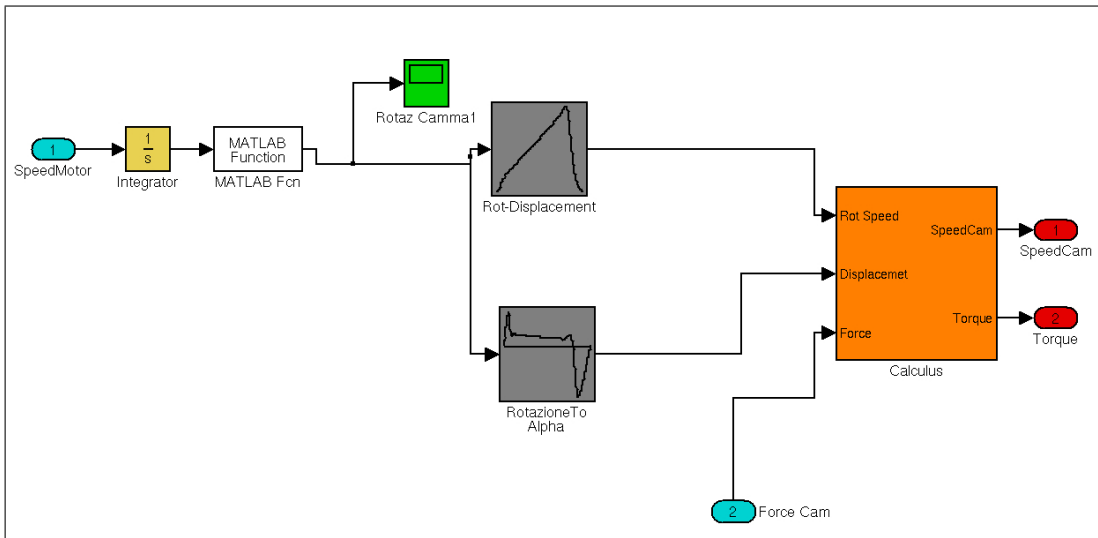 1
SpeedMotor
1
s
Integrator
MATLAB
Function
MATLAB Fcn
Rotaz Camma1
Rot-Displacement
RotazioneTo
Alpha
Rot Speed
Displacemet
Force
SpeedCam
Torque
Calculus
1
SpeedCam
2
Torque
2
Force Cam